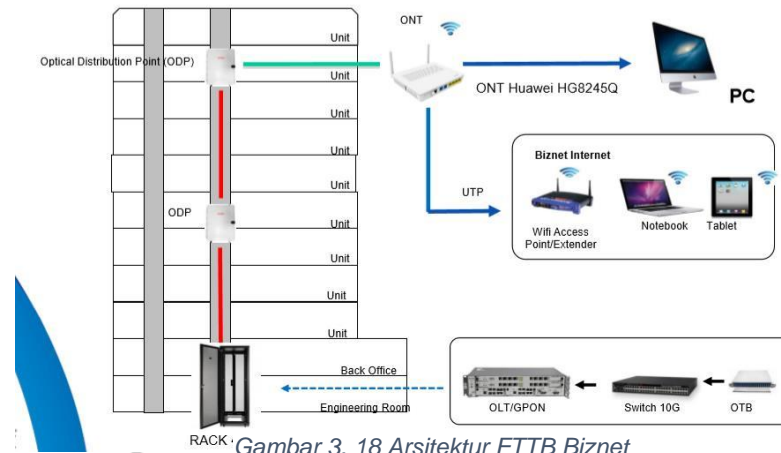 ONT
Unit
Optical Distribution Point (ODP)
Unit
ONT Huawei HG8245Q
PC
Unit
Unit
Biznet Internet
Unit
UTP
ODP
Unit
Wifi Access
Point/Extender
Notebook
Tablet
Unit
Unit
Unit
Back Office
Engineering Room
OLT/GPON
Switch 10G
OTB
RACK
Gambar 3. 18 Arsitektur FTTB Biznet